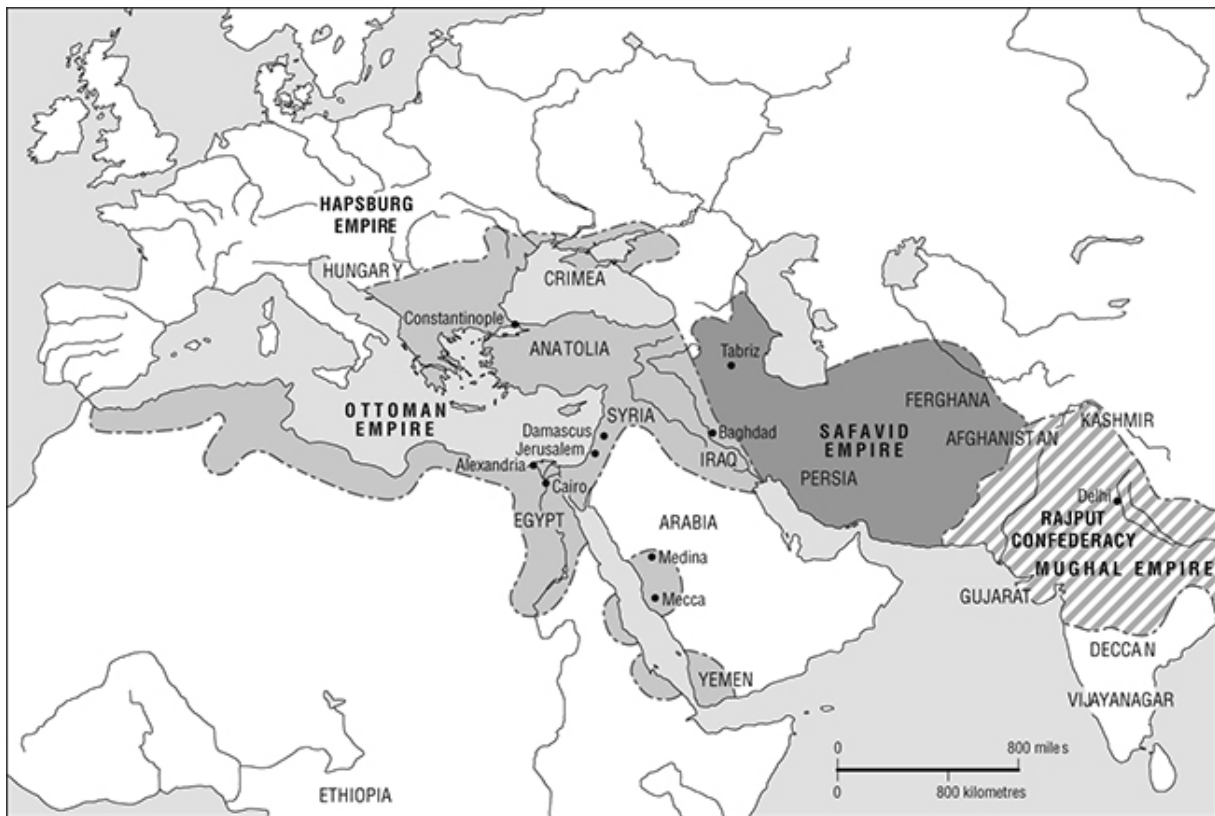 HAPSBURG
EMPIRE
HUNGARY
CRIMEA
Constantinople
ANATOLIA
Tabriz
FERGHANA
KASHMIR
OTTOMAN
EMPIRE
SYRIA
Damascus
Jerusalem
Baghdad
IRAQ
SAFAVID
EMPIRE
AFGHANISTAN
Alexandria
Cairo
PERSIA
EGYPT
ARABIA
Delhi
RAJPUT
CONFEDERACY
MUGHAL EMPIRE
Medina
Mecca
GUJARAT
YEMEN
DECCAN
VIJAYANAGAR
0 800 miles
0 800 kilometres
ETHIOPIA